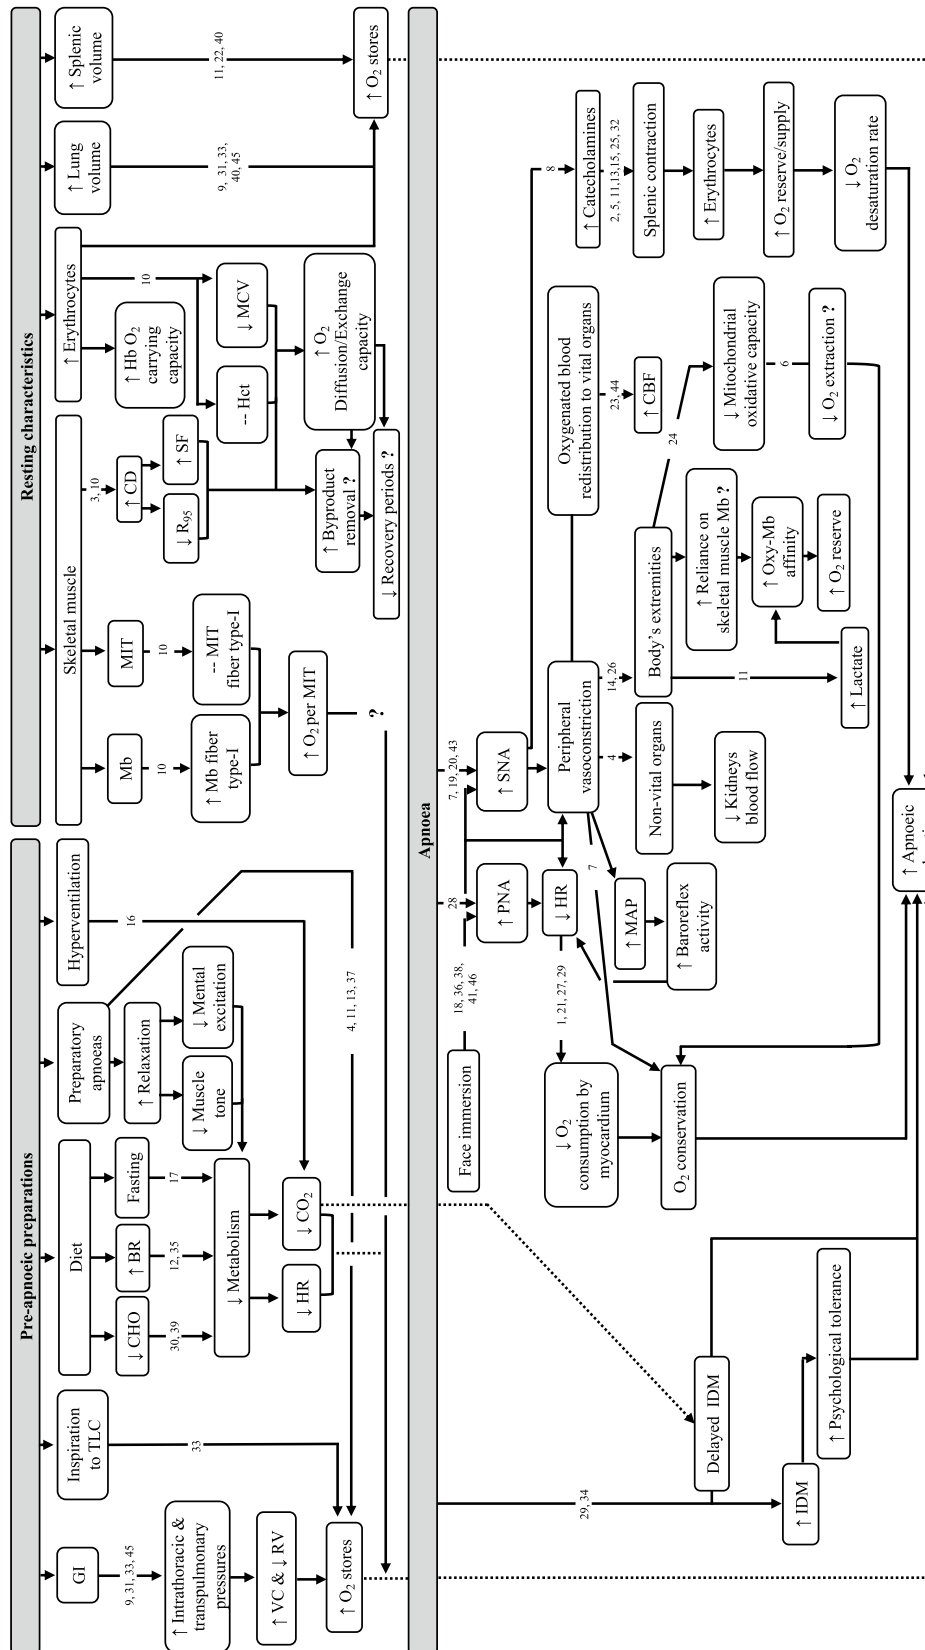 Pre-apnoeic preparations
Resting characteristics
GI
Inspiration
to TLC
Diet
Preparatory
apnoeas
Hyperventilation
Skeletal muscle
↑ Erythrocytes
↑ Lung
volume
↑ Splenic
volume
9, 31, 33, 45
↓ CHO
↑ BR
Fasting
↑ Relaxation
16
Mb
MIT
3, 10
↑ CD
↑ Hb O2
carrying
capacity
10
9, 31, 33,
40, 45
11, 22, 40
↑ Intrathoracic &
transpulmonary
pressures
33
30, 39
12, 35
17
↓ Muscle
tone
↓ Mental
excitation
10
10
↓ R95
↑ SF
↑ Mb fiber
type-I
-- MIT
fiber type-I
-- Hct
↓ MCV
↓ Metabolism
↑ VC & ↓ RV
↓ HR
↓ CO2
↑ O2 per MIT
↑ Byproduct
removal ?
↑ O2
Diffusion/Exchange
capacity
↑ O2 stores
4, 11, 13, 37
?
↓ Recovery periods ?
↑ O2 stores
Apnoea
Face immersion
18, 36, 38,
41, 46
28
7, 19, 20, 43
↑ PNA
↑ SNA
8
↑ Catecholamines
2, 5, 11,13,15, 25, 32
↓ HR
Peripheral
vasoconstriction
Oxygenated blood
redistribution to vital organs
1, 21, 27, 29
↓ O2
consumption by
myocardium
7
4
14, 26
23, 44
29, 34
↑ MAP
Non-vital organs
Body's extremities
↑ CBF
Splenic contraction
24
O2 conservation
↑ Baroreflex
activity
↑ Reliance on
skeletal muscle Mb ?
↑ Erythrocytes
Delayed IDM
↓ Kidneys
blood flow
11
↓ Mitochondrial
oxidative capacity
↑ Oxy-Mb
affinity
6
↑ O2 reserve/supply
↑ IDM
↑ Psychological tolerance
↑ Lactate
↑ O2 reserve
↓ O2 extraction ?
↓ O2
desaturation rate
↑ Apnoeic